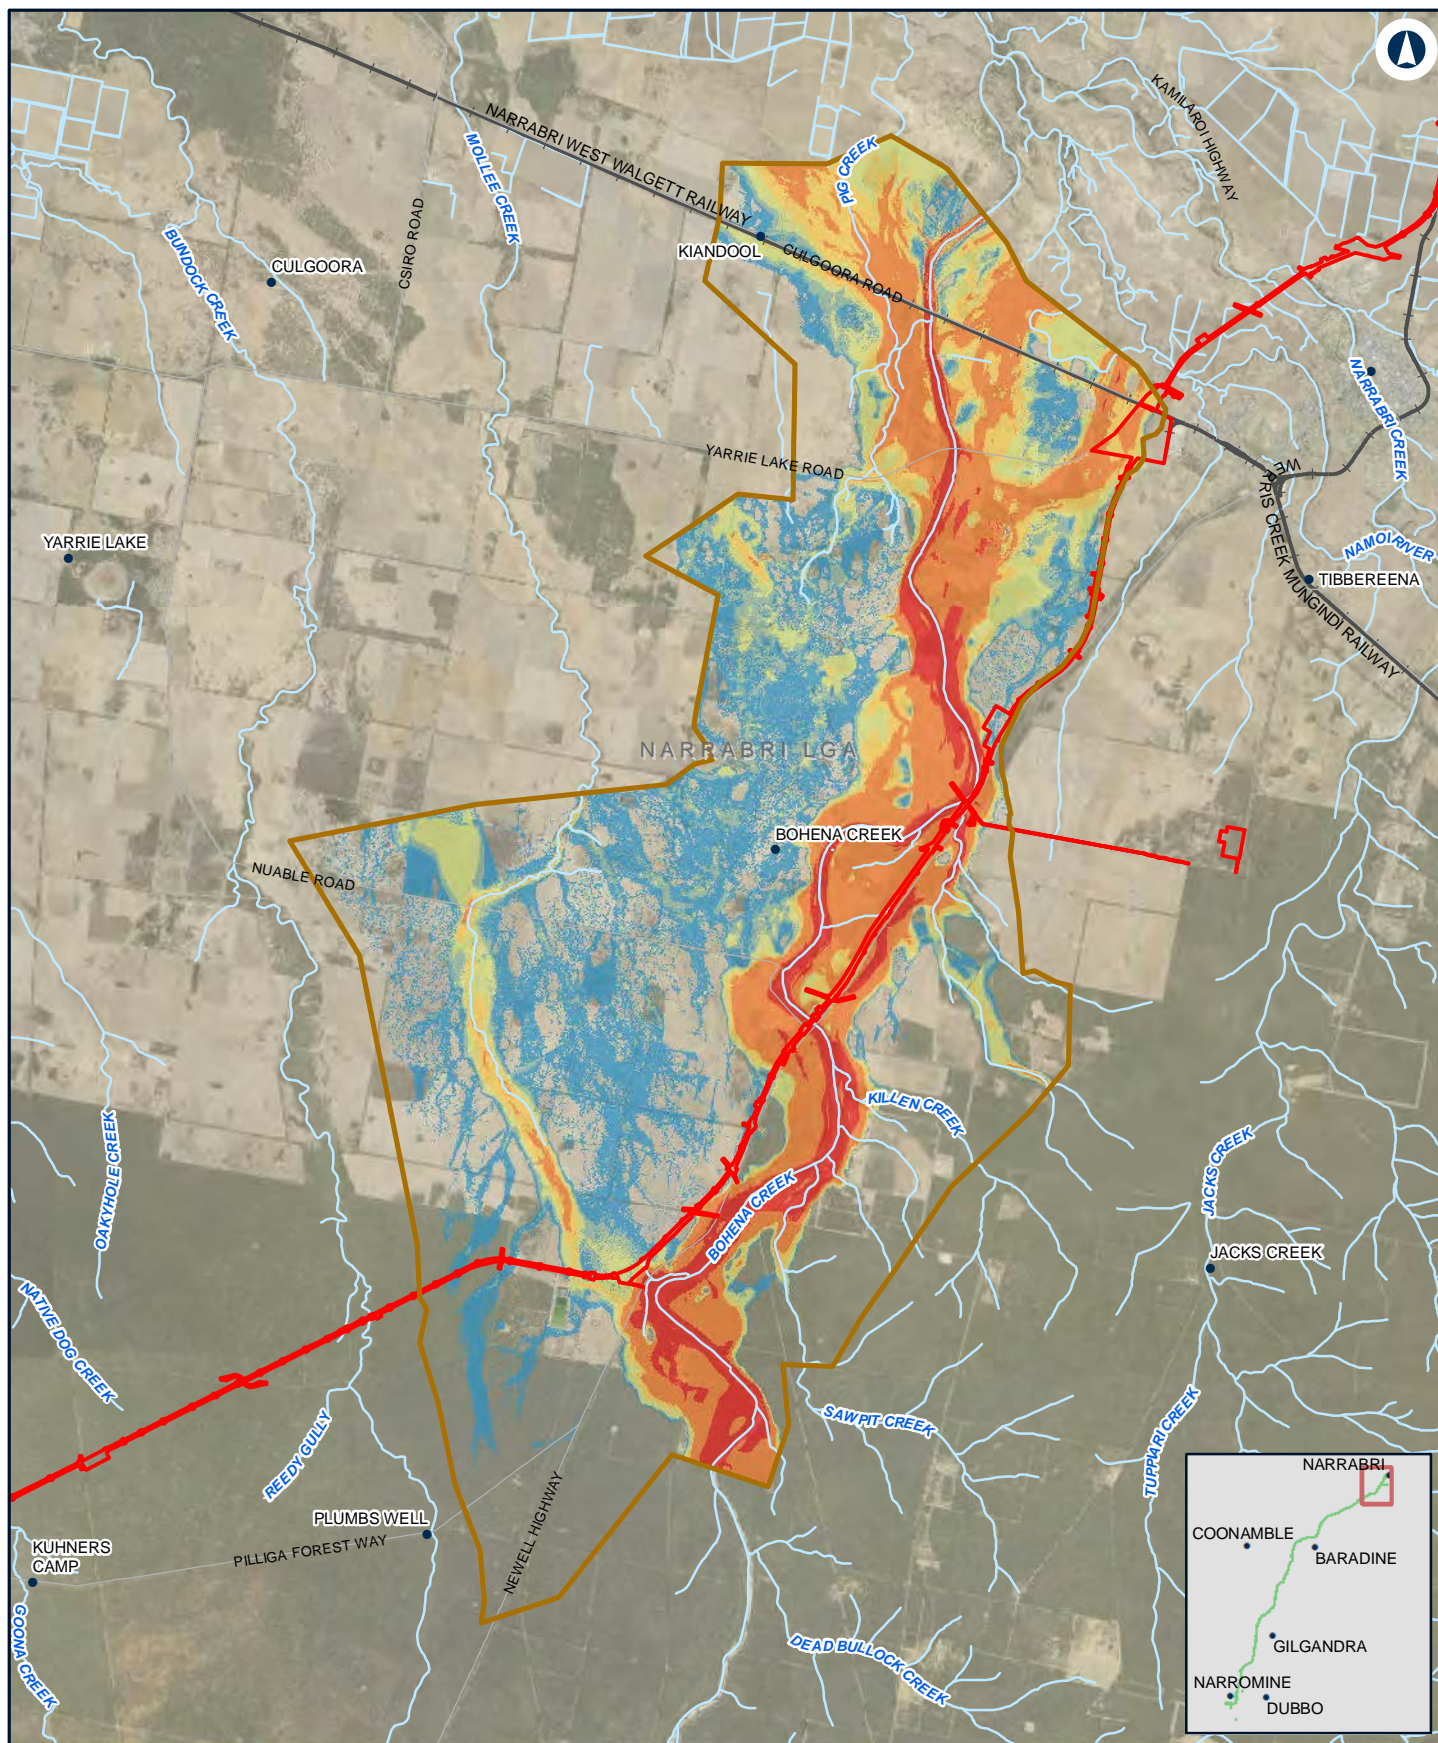 KAMILAROI HIGHWAY
NARRABRI WEST WALGETT RAILWAY
MOLLEE CREEK
PIG CREEK
CSIRO ROAD
BUNDOCK CREEK
KIANDOOL
CULGOORA ROAD
CULGOORA
NARRABRI CREEK
YARRIE LAKE ROAD
WERRIS CREEK MUNGINDI RAILWAY
YARRIE LAKE
NAMOI RIVER
TIBBEREENA
NARRABRI LGA
BOHENA CREEK
NUABLE ROAD
KILLEN CREEK
OAKYHOLE CREEK
JACKS CREEK
BOHENA CREEK
JACKS CREEK
NATIVE DOG CREEK
SAWPIT CREEK
REEDY GULLY
TUPPIARI CREEK
NEWELL HIGHWAY
PLUMBS WELL
PILLIGA FOREST WAY
KUHNERS
CAMP
GOONA CREEK
DEAD BULLOCK CREEK
NARRABRI
COONAMBLE
BARADINE
GILGANDRA
NARROMINE
DUBBO